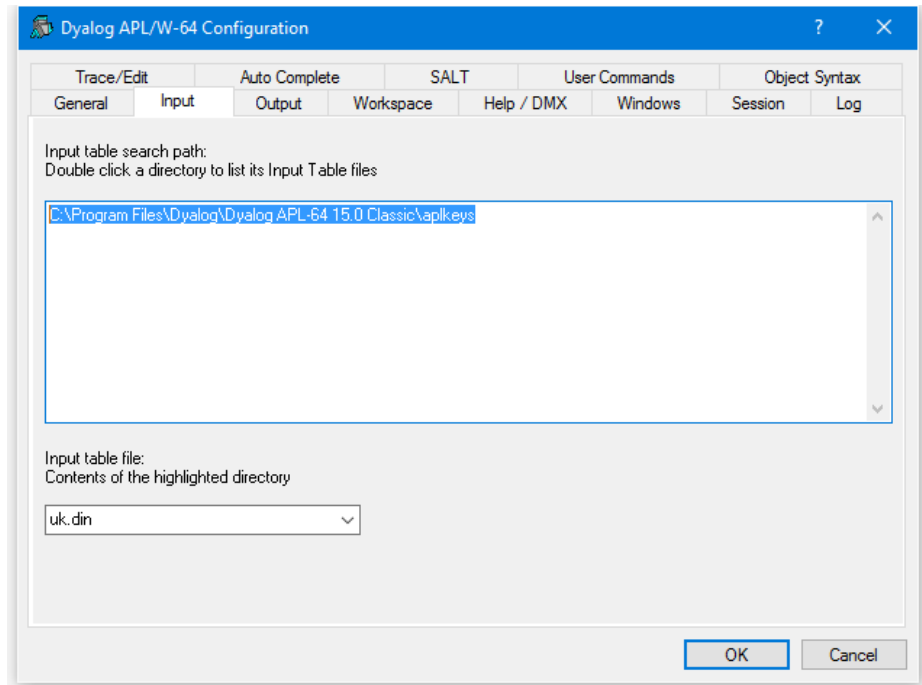 Dyalog APL/W-64 Configuration ? ×
Trace/Edit Auto Complete SALT User Commands Object Syntax
General Input Output Workspace Help / DMX Windows Session Log
Input table search path:
Double click a directory to list its Input Table files
C:\Program Files\Dyalog\Dyalog APL-64 15.0 Classic\aplkeys
Input table file:
Contents of the highlighted directory
uk.din
OK Cancel